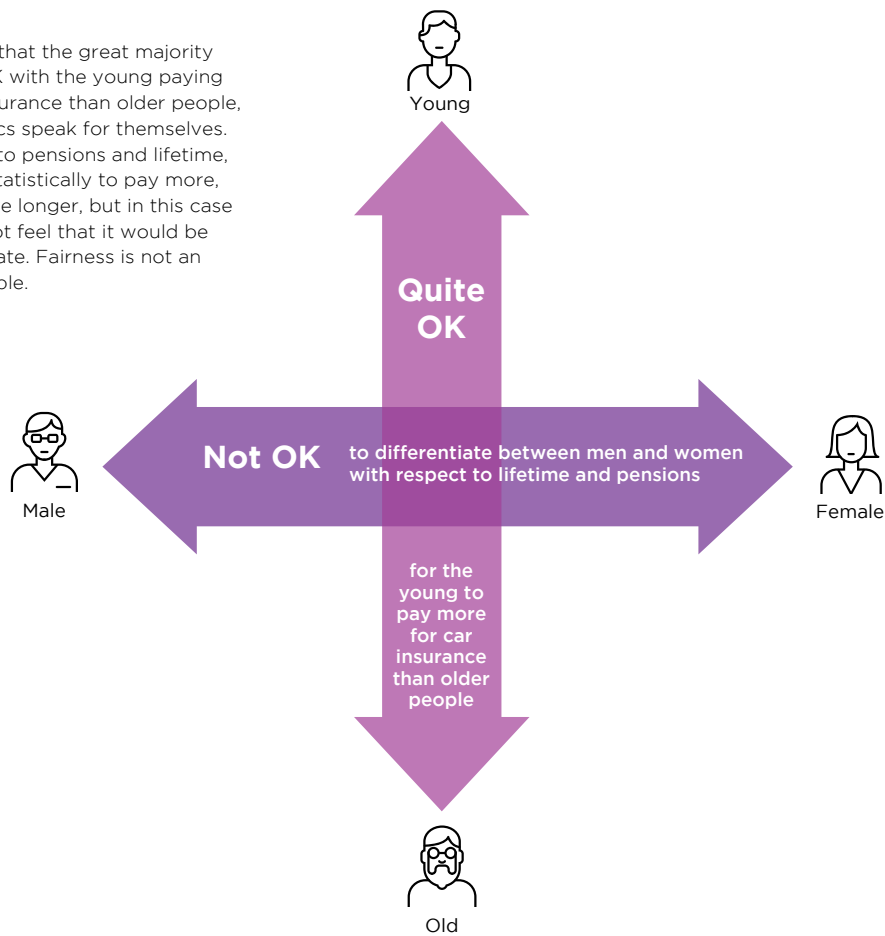 that the great majority
K with the young paying
urance than older people,
cs speak for themselves.
to pensions and lifetime,
tatistically to pay more,
e longer, but in this case
ot feel that it would be
ate. Fairness is not an
ole.
Young
Quite
OK
Not OK
to differentiate between men and women
with respect to lifetime and pensions
Male
Female
for the
young to
pay more
for car
insurance
than older
people
Old